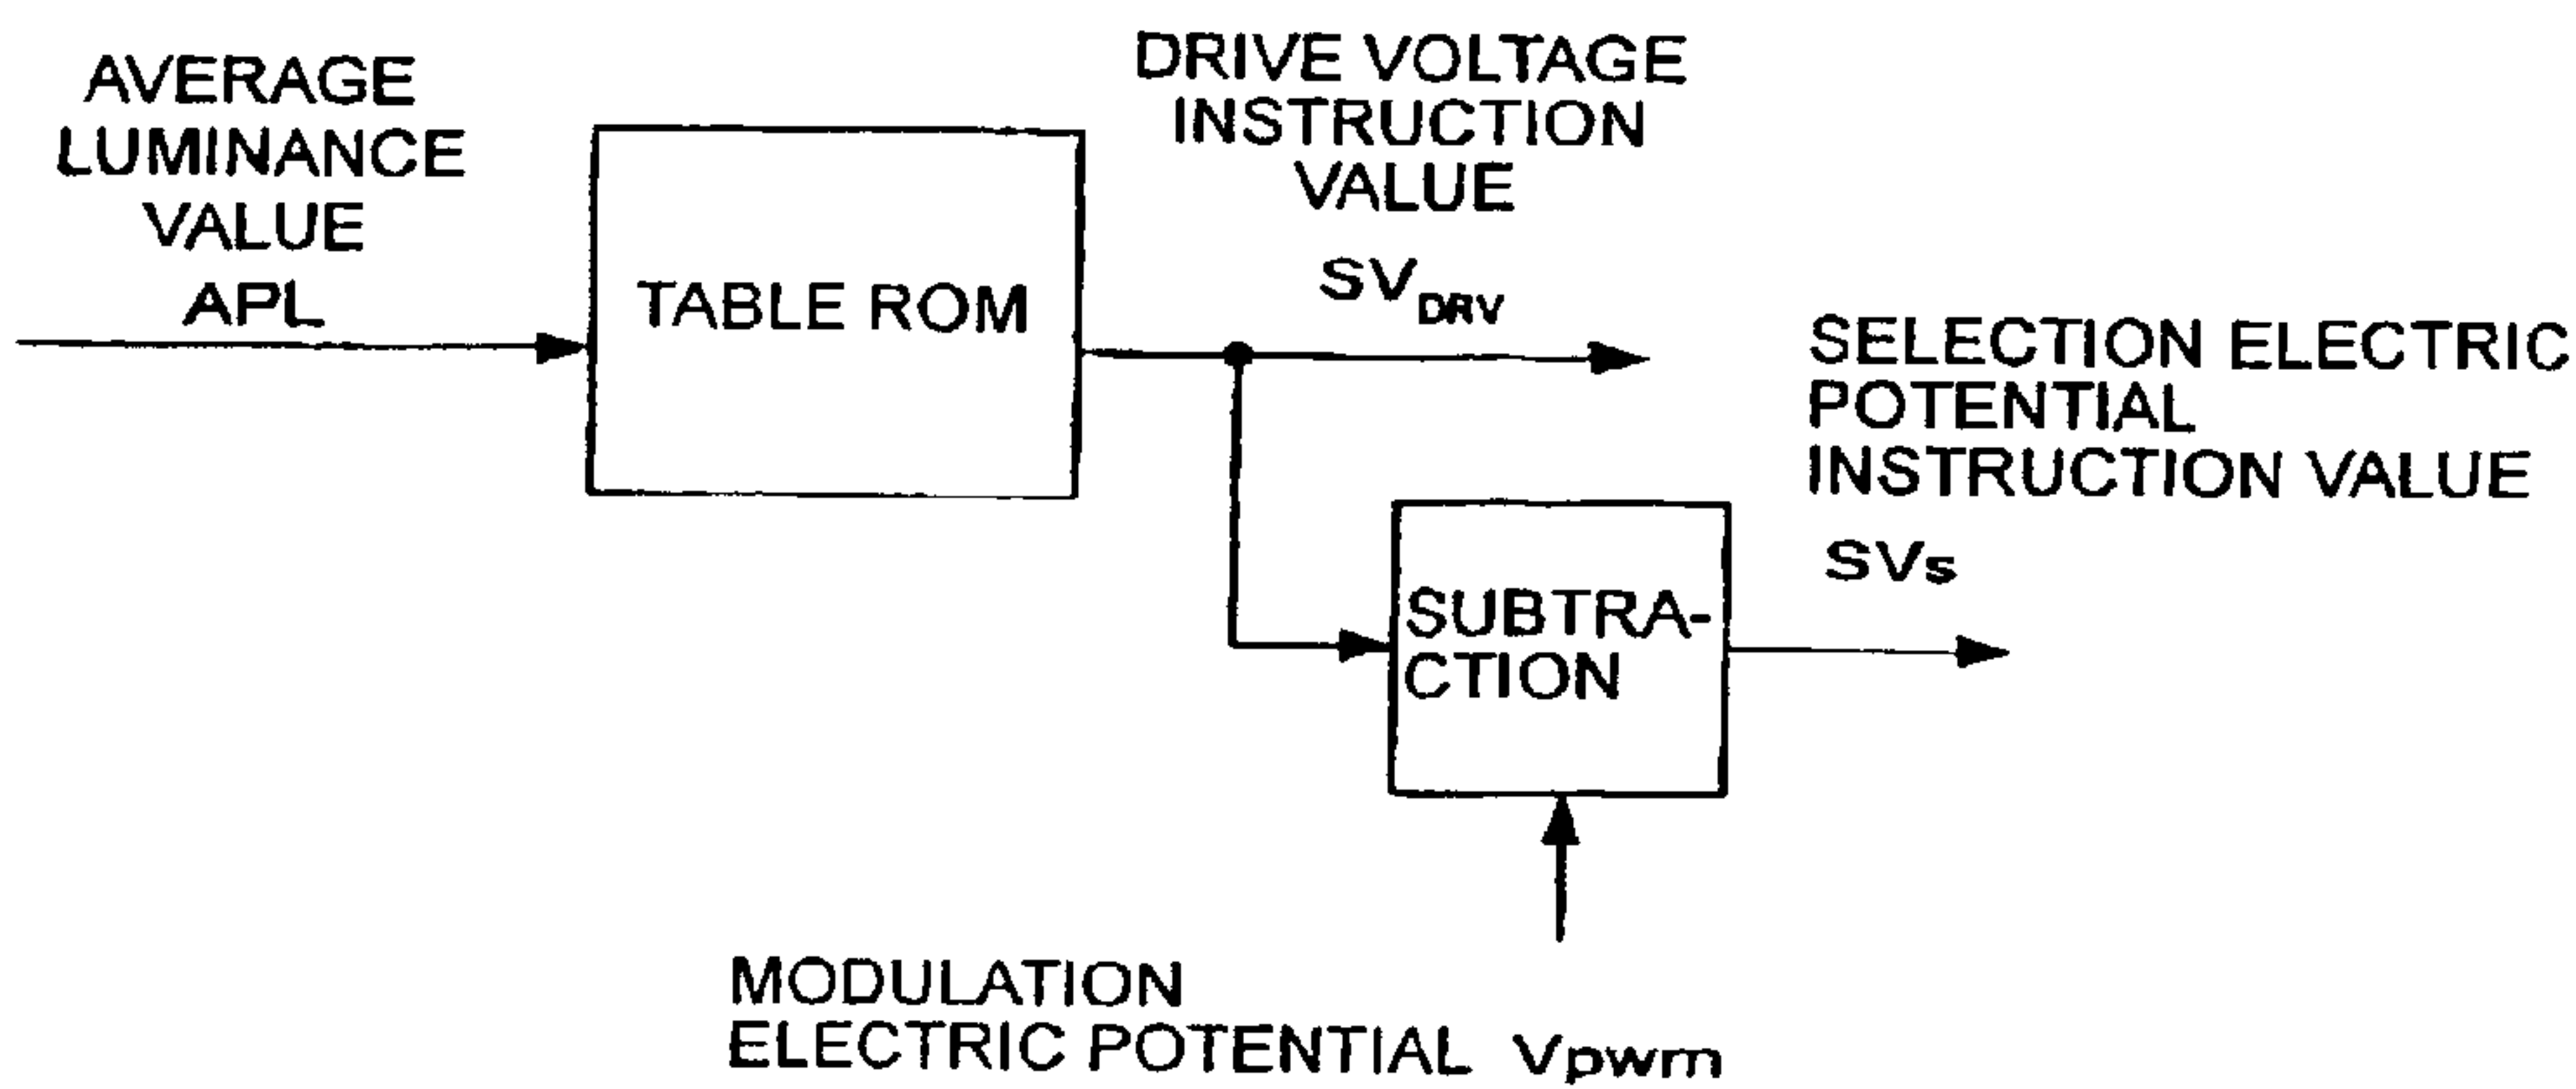 AVERAGE
LUMINANCE
VALUE
APL
TABLE ROM
DRIVE VOLTAGE
INSTRUCTION
VALUE
SV_DRV
SELECTION ELECTRIC
POTENTIAL
INSTRUCTION VALUE
SVs
SUBTRA-
CTION
MODULATION
ELECTRIC POTENTIAL Vpwm